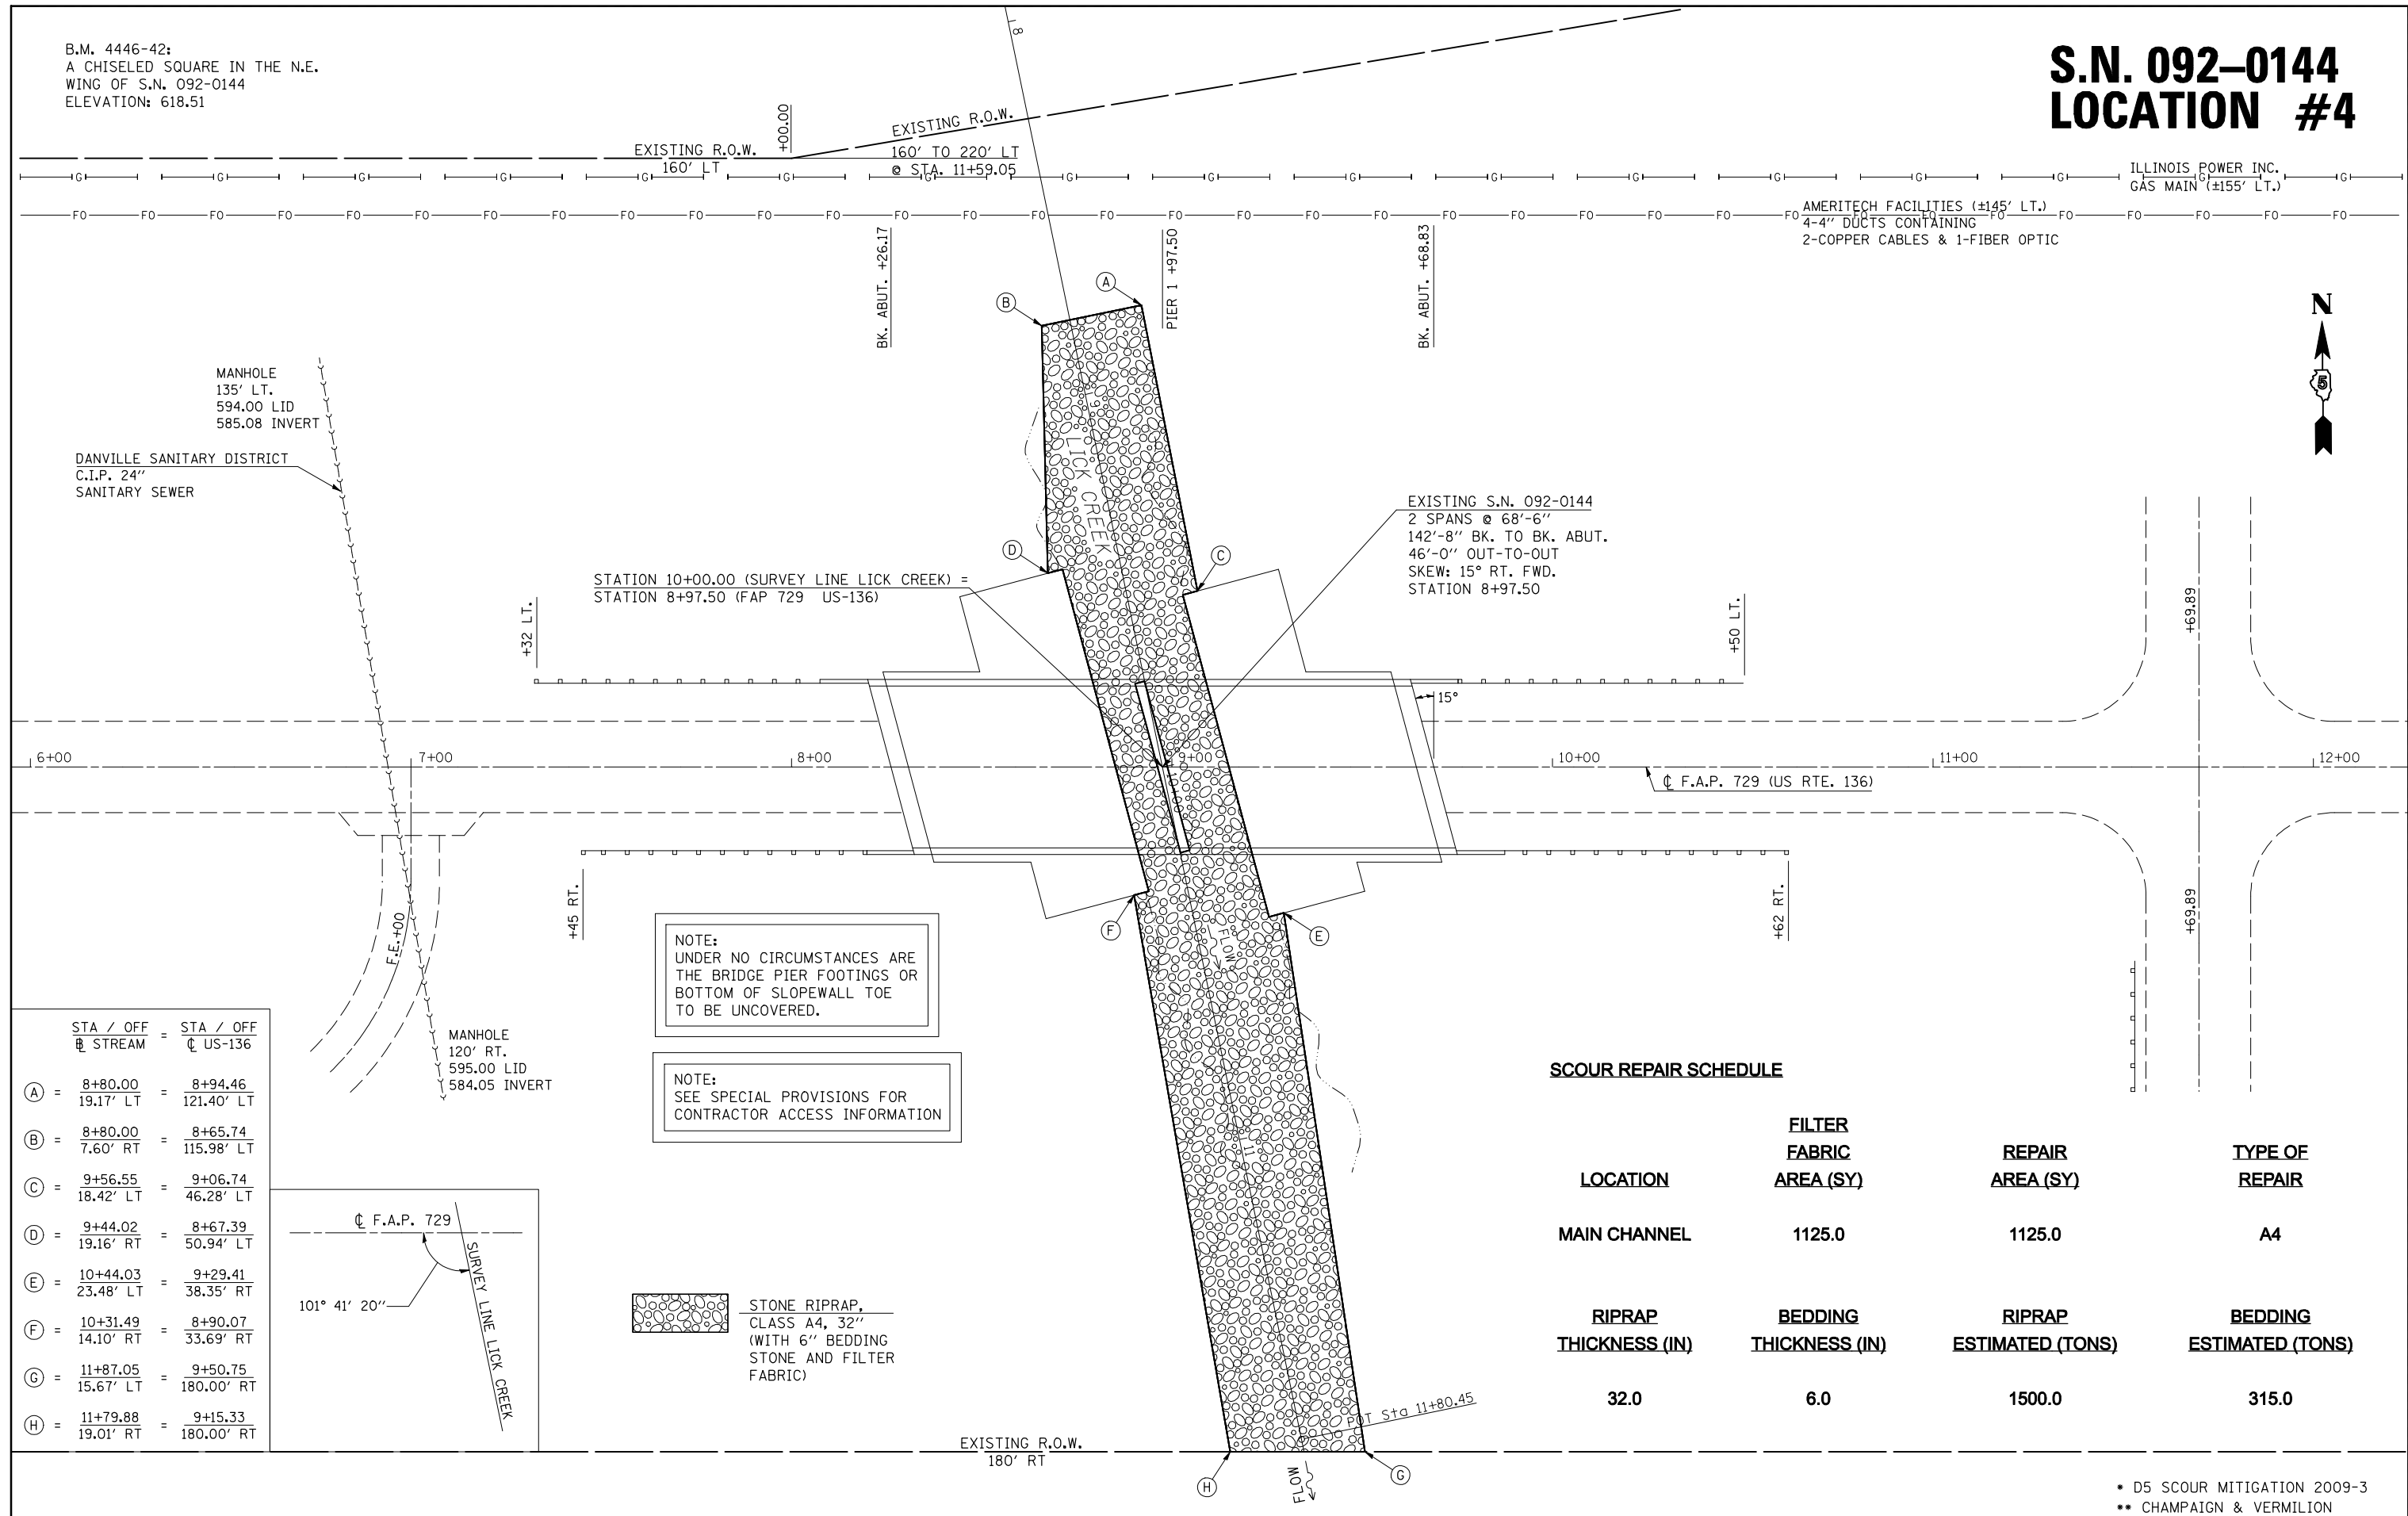 B.M. 4446-42:
A CHISELED SQUARE IN THE N.E.
WING OF S.N. 092-0144
ELEVATION: 618.51
S.N. 092–0144
LOCATION #4
18
EXISTING R.O.W.
160' LT
+00.00
EXISTING R.O.W.
160' TO 220' LT
@ STA. 11+59.05
ILLINOIS POWER INC.
GAS MAIN (±155' LT.)
AMERITECH FACILITIES (±145' LT.)
4-4" DUCTS CONTAINING
2-COPPER CABLES & 1-FIBER OPTIC
BK. ABUT. +26.17
PIER 1 +97.50
BK. ABUT. +68.83
A
B
N
5
MANHOLE
135' LT.
594.00 LID
585.08 INVERT
DANVILLE SANITARY DISTRICT
C.I.P. 24"
SANITARY SEWER
LICK CREEK
EXISTING S.N. 092-0144
2 SPANS @ 68'-6"
142'-8" BK. TO BK. ABUT.
46'-0" OUT-TO-OUT
SKEW: 15° RT. FWD.
STATION 8+97.50
D
C
STATION 10+00.00 (SURVEY LINE LICK CREEK) =
STATION 8+97.50 (FAP 729 US-136)
+32 LT.
+50 LT.
+69.89
15°
6+00
7+00
8+00
9+00
10+00
11+00
12+00
℄ F.A.P. 729 (US RTE. 136)
+45 RT.
+62 RT.
+69.89
F.E.+00
F
E
FLOW
NOTE:
UNDER NO CIRCUMSTANCES ARE
THE BRIDGE PIER FOOTINGS OR
BOTTOM OF SLOPEWALL TOE
TO BE UNCOVERED.
NOTE:
SEE SPECIAL PROVISIONS FOR
CONTRACTOR ACCESS INFORMATION
MANHOLE
120' RT.
595.00 LID
584.05 INVERT
11
STA / OFF = STA / OFF
B̲L STREAM ℄ US-136
A = 8+80.00 = 8+94.46
19.17' LT 121.40' LT
B = 8+80.00 = 8+65.74
7.60' RT 115.98' LT
C = 9+56.55 = 9+06.74
18.42' LT 46.28' LT
D = 9+44.02 = 8+67.39
19.16' RT 50.94' LT
E = 10+44.03 = 9+29.41
23.48' LT 38.35' RT
F = 10+31.49 = 8+90.07
14.10' RT 33.69' RT
G = 11+87.05 = 9+50.75
15.67' LT 180.00' RT
H = 11+79.88 = 9+15.33
19.01' RT 180.00' RT
℄ F.A.P. 729
SURVEY LINE LICK CREEK
101° 41' 20"
STONE RIPRAP,
CLASS A4, 32"
(WITH 6" BEDDING
STONE AND FILTER
FABRIC)
SCOUR REPAIR SCHEDULE
FILTER
FABRIC REPAIR TYPE OF
LOCATION AREA (SY) AREA (SY) REPAIR
MAIN CHANNEL 1125.0 1125.0 A4
RIPRAP BEDDING RIPRAP BEDDING
THICKNESS (IN) THICKNESS (IN) ESTIMATED (TONS) ESTIMATED (TONS)
32.0 6.0 1500.0 315.0
POT Sta 11+80.45
EXISTING R.O.W.
180' RT
H
G
FLOW
* D5 SCOUR MITIGATION 2009-3
** CHAMPAIGN & VERMILION